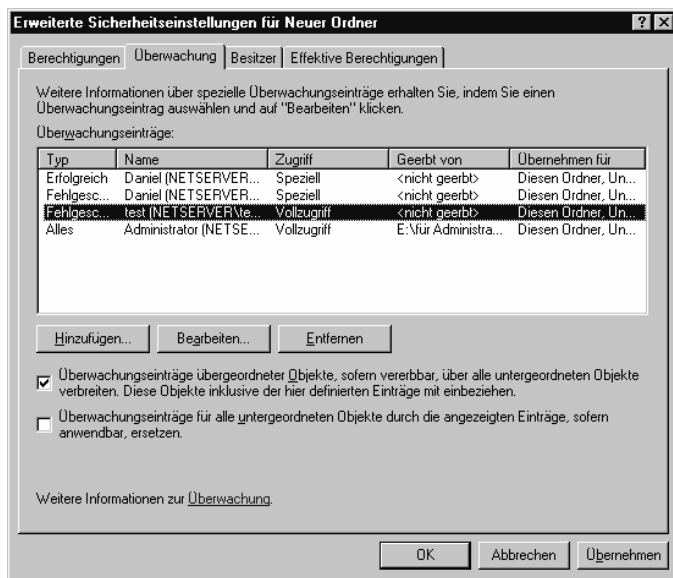 Erweiterte Sicherheitseinstellungen für Neuer Ordner
Berechtigungen Überwachung Besitzer Effektive Berechtigungen
Weitere Informationen über spezielle Überwachungseinträge erhalten Sie, indem Sie einen
Überwachungseintrag auswählen und auf "Bearbeiten" klicken.
Überwachungseinträge:
Typ Name Zugriff Geerbt von Übernehmen für
Erfolgreich Daniel (NETSERVER... Speziell <nicht geerbt> Diesen Ordner, Un...
Fehlgesc... Daniel (NETSERVER... Speziell <nicht geerbt> Diesen Ordner, Un...
Fehlgesc... test (NETSERVER\te... Vollzugriff <nicht geerbt> Diesen Ordner, Un...
Alles Administrator (NETSE... Vollzugriff E:\für Administra... Diesen Ordner, Un...
Hinzufügen... Bearbeiten... Entfernen
Überwachungseinträge übergeordneter Objekte, sofern vererbbar, über alle untergeordneten Objekte
verbreiten. Diese Objekte inklusive der hier definierten Einträge mit einbeziehen.
Überwachungseinträge für alle untergeordneten Objekte durch die angezeigten Einträge, sofern
anwendbar, ersetzen.
Weitere Informationen zur Überwachung.
OK Abbrechen Übernehmen